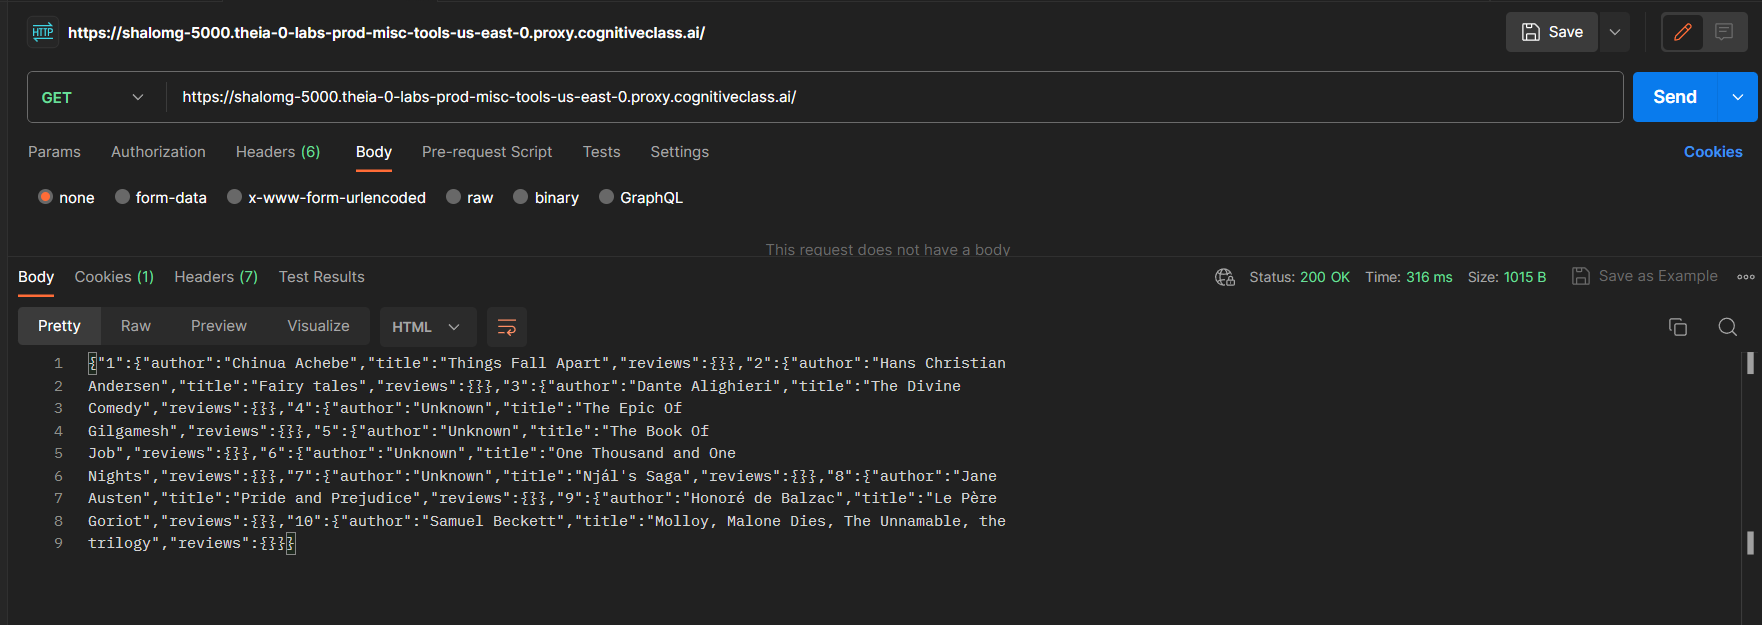 HTTP https://shalomg-5000.theia-0-labs-prod-misc-tools-us-east-0.proxy.cognitiveclass.ai/ Save
GET https://shalomg-5000.theia-0-labs-prod-misc-tools-us-east-0.proxy.cognitiveclass.ai/ Send
Params Authorization Headers (6) Body Pre-request Script Tests Settings Cookies
none form-data x-www-form-urlencoded raw binary GraphQL
This request does not have a body
Body Cookies (1) Headers (7) Test Results Status: 200 OK Time: 316 ms Size: 1015 B Save as Example
Pretty Raw Preview Visualize HTML
1 {"1":{"author":"Chinua Achebe","title":"Things Fall Apart","reviews":{}},"2":{"author":"Hans Christian
2 Andersen","title":"Fairy tales","reviews":{}},"3":{"author":"Dante Alighieri","title":"The Divine
3 Comedy","reviews":{}},"4":{"author":"Unknown","title":"The Epic Of
4 Gilgamesh","reviews":{}},"5":{"author":"Unknown","title":"The Book Of
5 Job","reviews":{}},"6":{"author":"Unknown","title":"One Thousand and One
6 Nights","reviews":{}},"7":{"author":"Unknown","title":"Njál's Saga","reviews":{}},"8":{"author":"Jane
7 Austen","title":"Pride and Prejudice","reviews":{}},"9":{"author":"Honoré de Balzac","title":"Le Père
8 Goriot","reviews":{}},"10":{"author":"Samuel Beckett","title":"Molloy, Malone Dies, The Unnamable, the
9 trilogy","reviews":{}}}